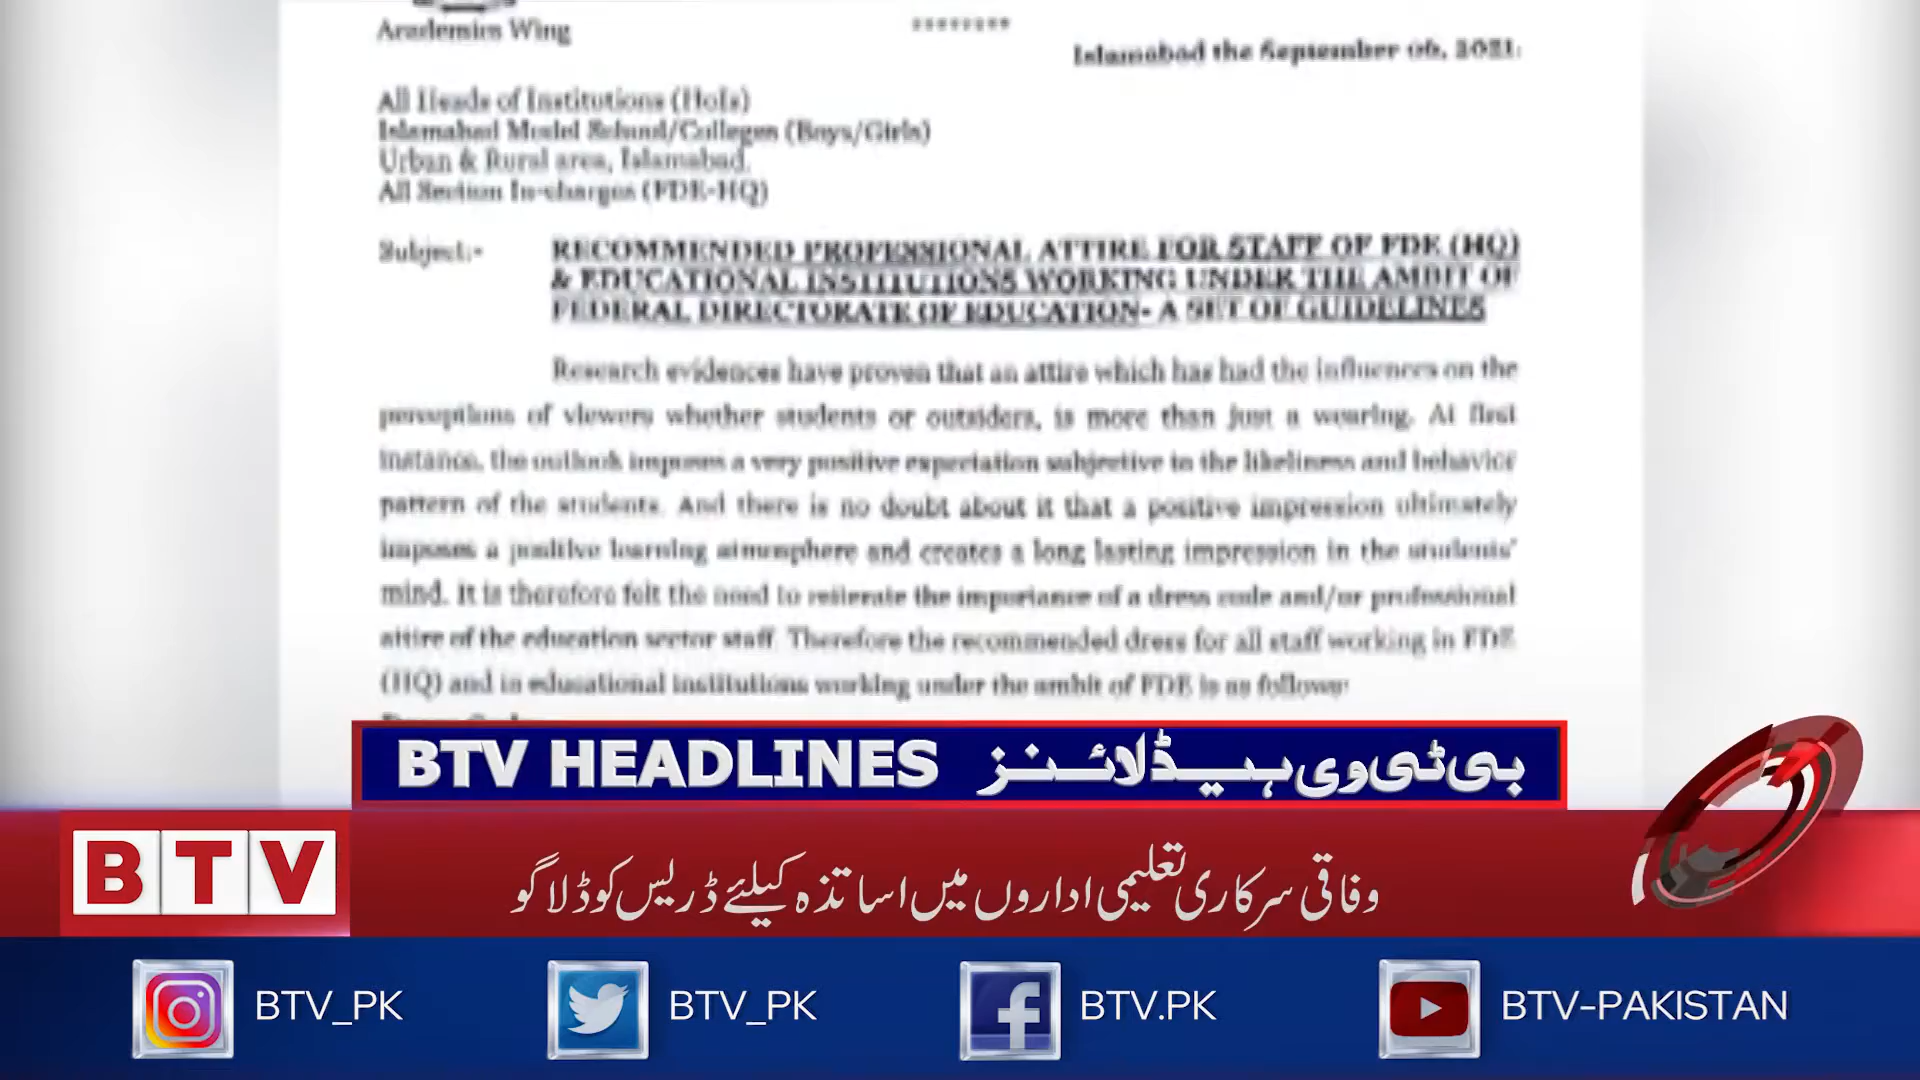 Academics Wing
********
Islamabad the September 06, 2021.
All Heads of Institutions (HoIs)
Islamabad Model School/Colleges (Boys/Girls)
Urban & Rural area, Islamabad.
All Section In-charges (FDE-HQ)
Subject:- RECOMMENDED PROFESSIONAL ATTIRE FOR STAFF OF FDE (HQ)
& EDUCATIONAL INSTITUTIONS WORKING UNDER THE AMBIT OF
FEDERAL DIRECTORATE OF EDUCATION- A SET OF GUIDELINES
Research evidences have proven that an attire which has had the influences on the
perceptions of viewers whether students or outsiders, is more than just a wearing. At first
instance, the outlook imposes a very positive expectation subjective to the likeliness and behavior
pattern of the students. And there is no doubt about it that a positive impression ultimately
imposes a positive learning atmosphere and creates a long lasting impression in the students'
mind. It is therefore felt the need to reiterate the importance of a dress code and/or professional
attire of the education sector staff. Therefore the recommended dress for all staff working in FDE
(HQ) and in educational institutions working under the ambit of FDE is as follows:
BTV HEADLINES بی ٹی وی ہیڈلائنز
BTV
وفاقی سرکاری تعلیمی اداروں میں اساتذہ کیلئے ڈریس کوڈ لاگو
BTV_PK
BTV_PK
BTV.PK
BTV-PAKISTAN